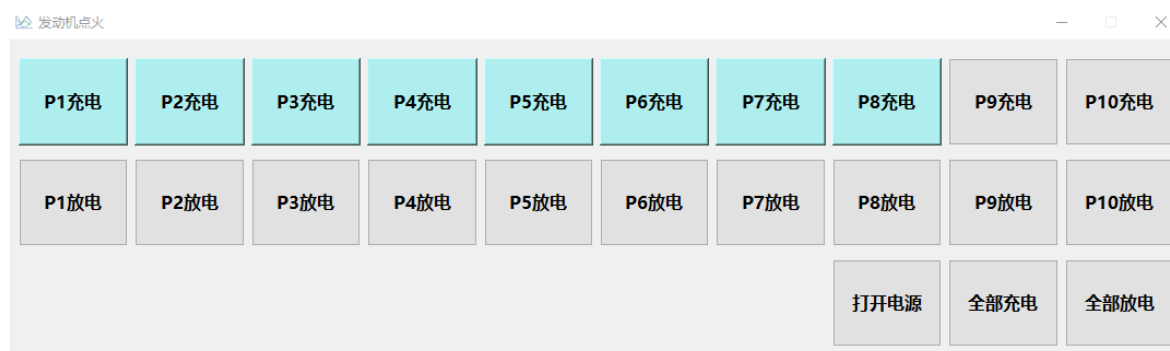 发动机点火
P1充电 P2充电 P3充电 P4充电 P5充电 P6充电 P7充电 P8充电 P9充电 P10充电
P1放电 P2放电 P3放电 P4放电 P5放电 P6放电 P7放电 P8放电 P9放电 P10放电
打开电源 全部充电 全部放电